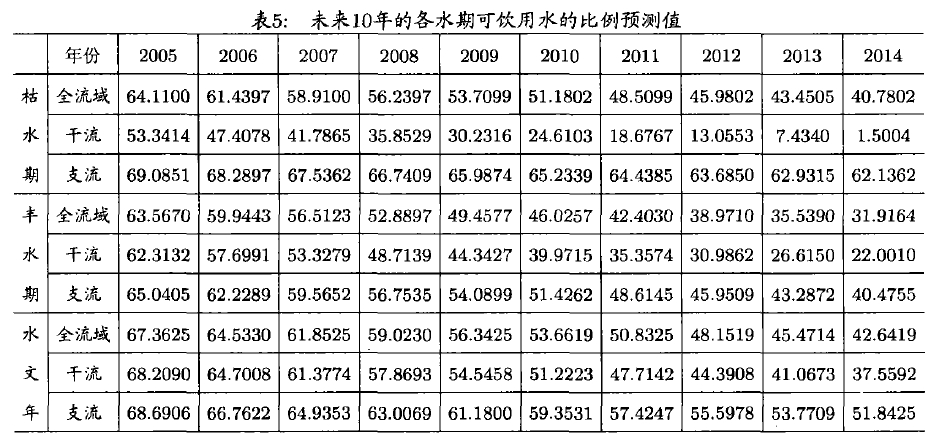 表5: 未来10年的各水期可饮用水的比例预测值
年份 2005 2006 2007 2008 2009 2010 2011 2012 2013 2014
枯 全流域 64.1100 61.4397 58.9100 56.2397 53.7099 51.1802 48.5099 45.9802 43.4505 40.7802
水 干流 53.3414 47.4078 41.7865 35.8529 30.2316 24.6103 18.6767 13.0553 7.4340 1.5004
期 支流 69.0851 68.2897 67.5362 66.7409 65.9874 65.2339 64.4385 63.6850 62.9315 62.1362
丰 全流域 63.5670 59.9443 56.5123 52.8897 49.4577 46.0257 42.4030 38.9710 35.5390 31.9164
水 干流 62.3132 57.6991 53.3279 48.7139 44.3427 39.9715 35.3574 30.9862 26.6150 22.0010
期 支流 65.0405 62.2289 59.5652 56.7535 54.0899 51.4262 48.6145 45.9509 43.2872 40.4755
水 全流域 67.3625 64.5330 61.8525 59.0230 56.3425 53.6619 50.8325 48.1519 45.4714 42.6419
文 干流 68.2090 64.7008 61.3774 57.8693 54.5458 51.2223 47.7142 44.3908 41.0673 37.5592
年 支流 68.6906 66.7622 64.9353 63.0069 61.1800 59.3531 57.4247 55.5978 53.7709 51.8425